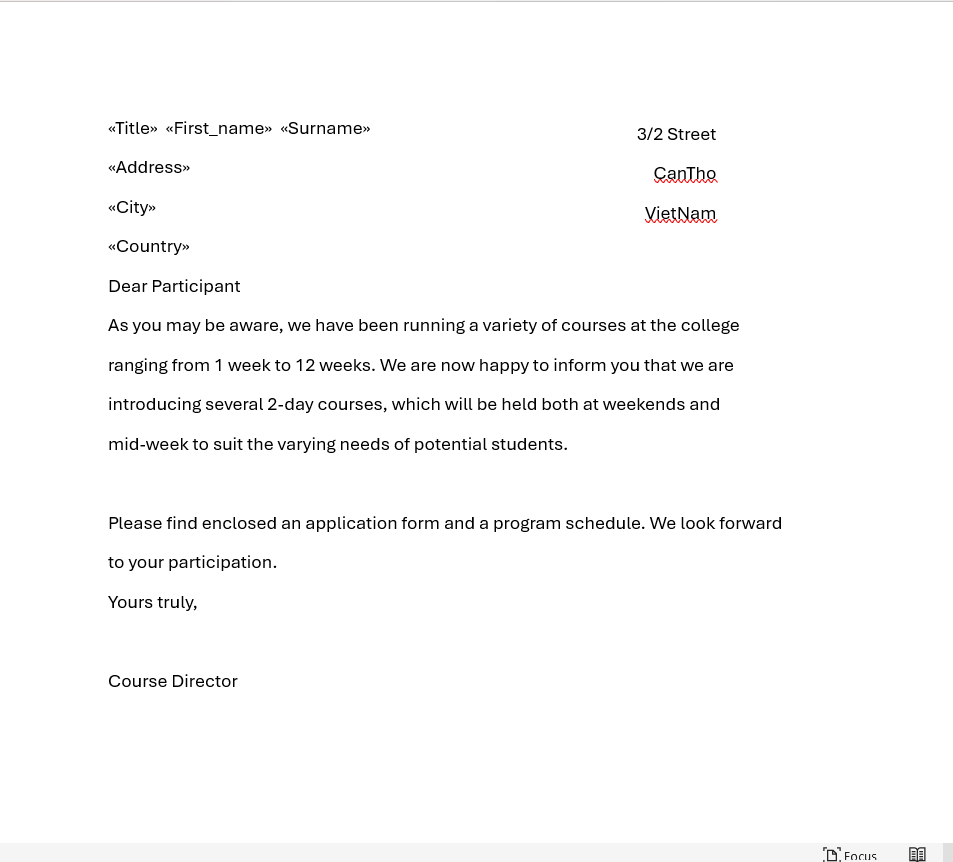 «Title» «First_name» «Surname»
3/2 Street
«Address»
CanTho
«City»
VietNam
«Country»
Dear Participant
As you may be aware, we have been running a variety of courses at the college
ranging from 1 week to 12 weeks. We are now happy to inform you that we are
introducing several 2-day courses, which will be held both at weekends and
mid-week to suit the varying needs of potential students.
Please find enclosed an application form and a program schedule. We look forward
to your participation.
Yours truly,
Course Director
Focus